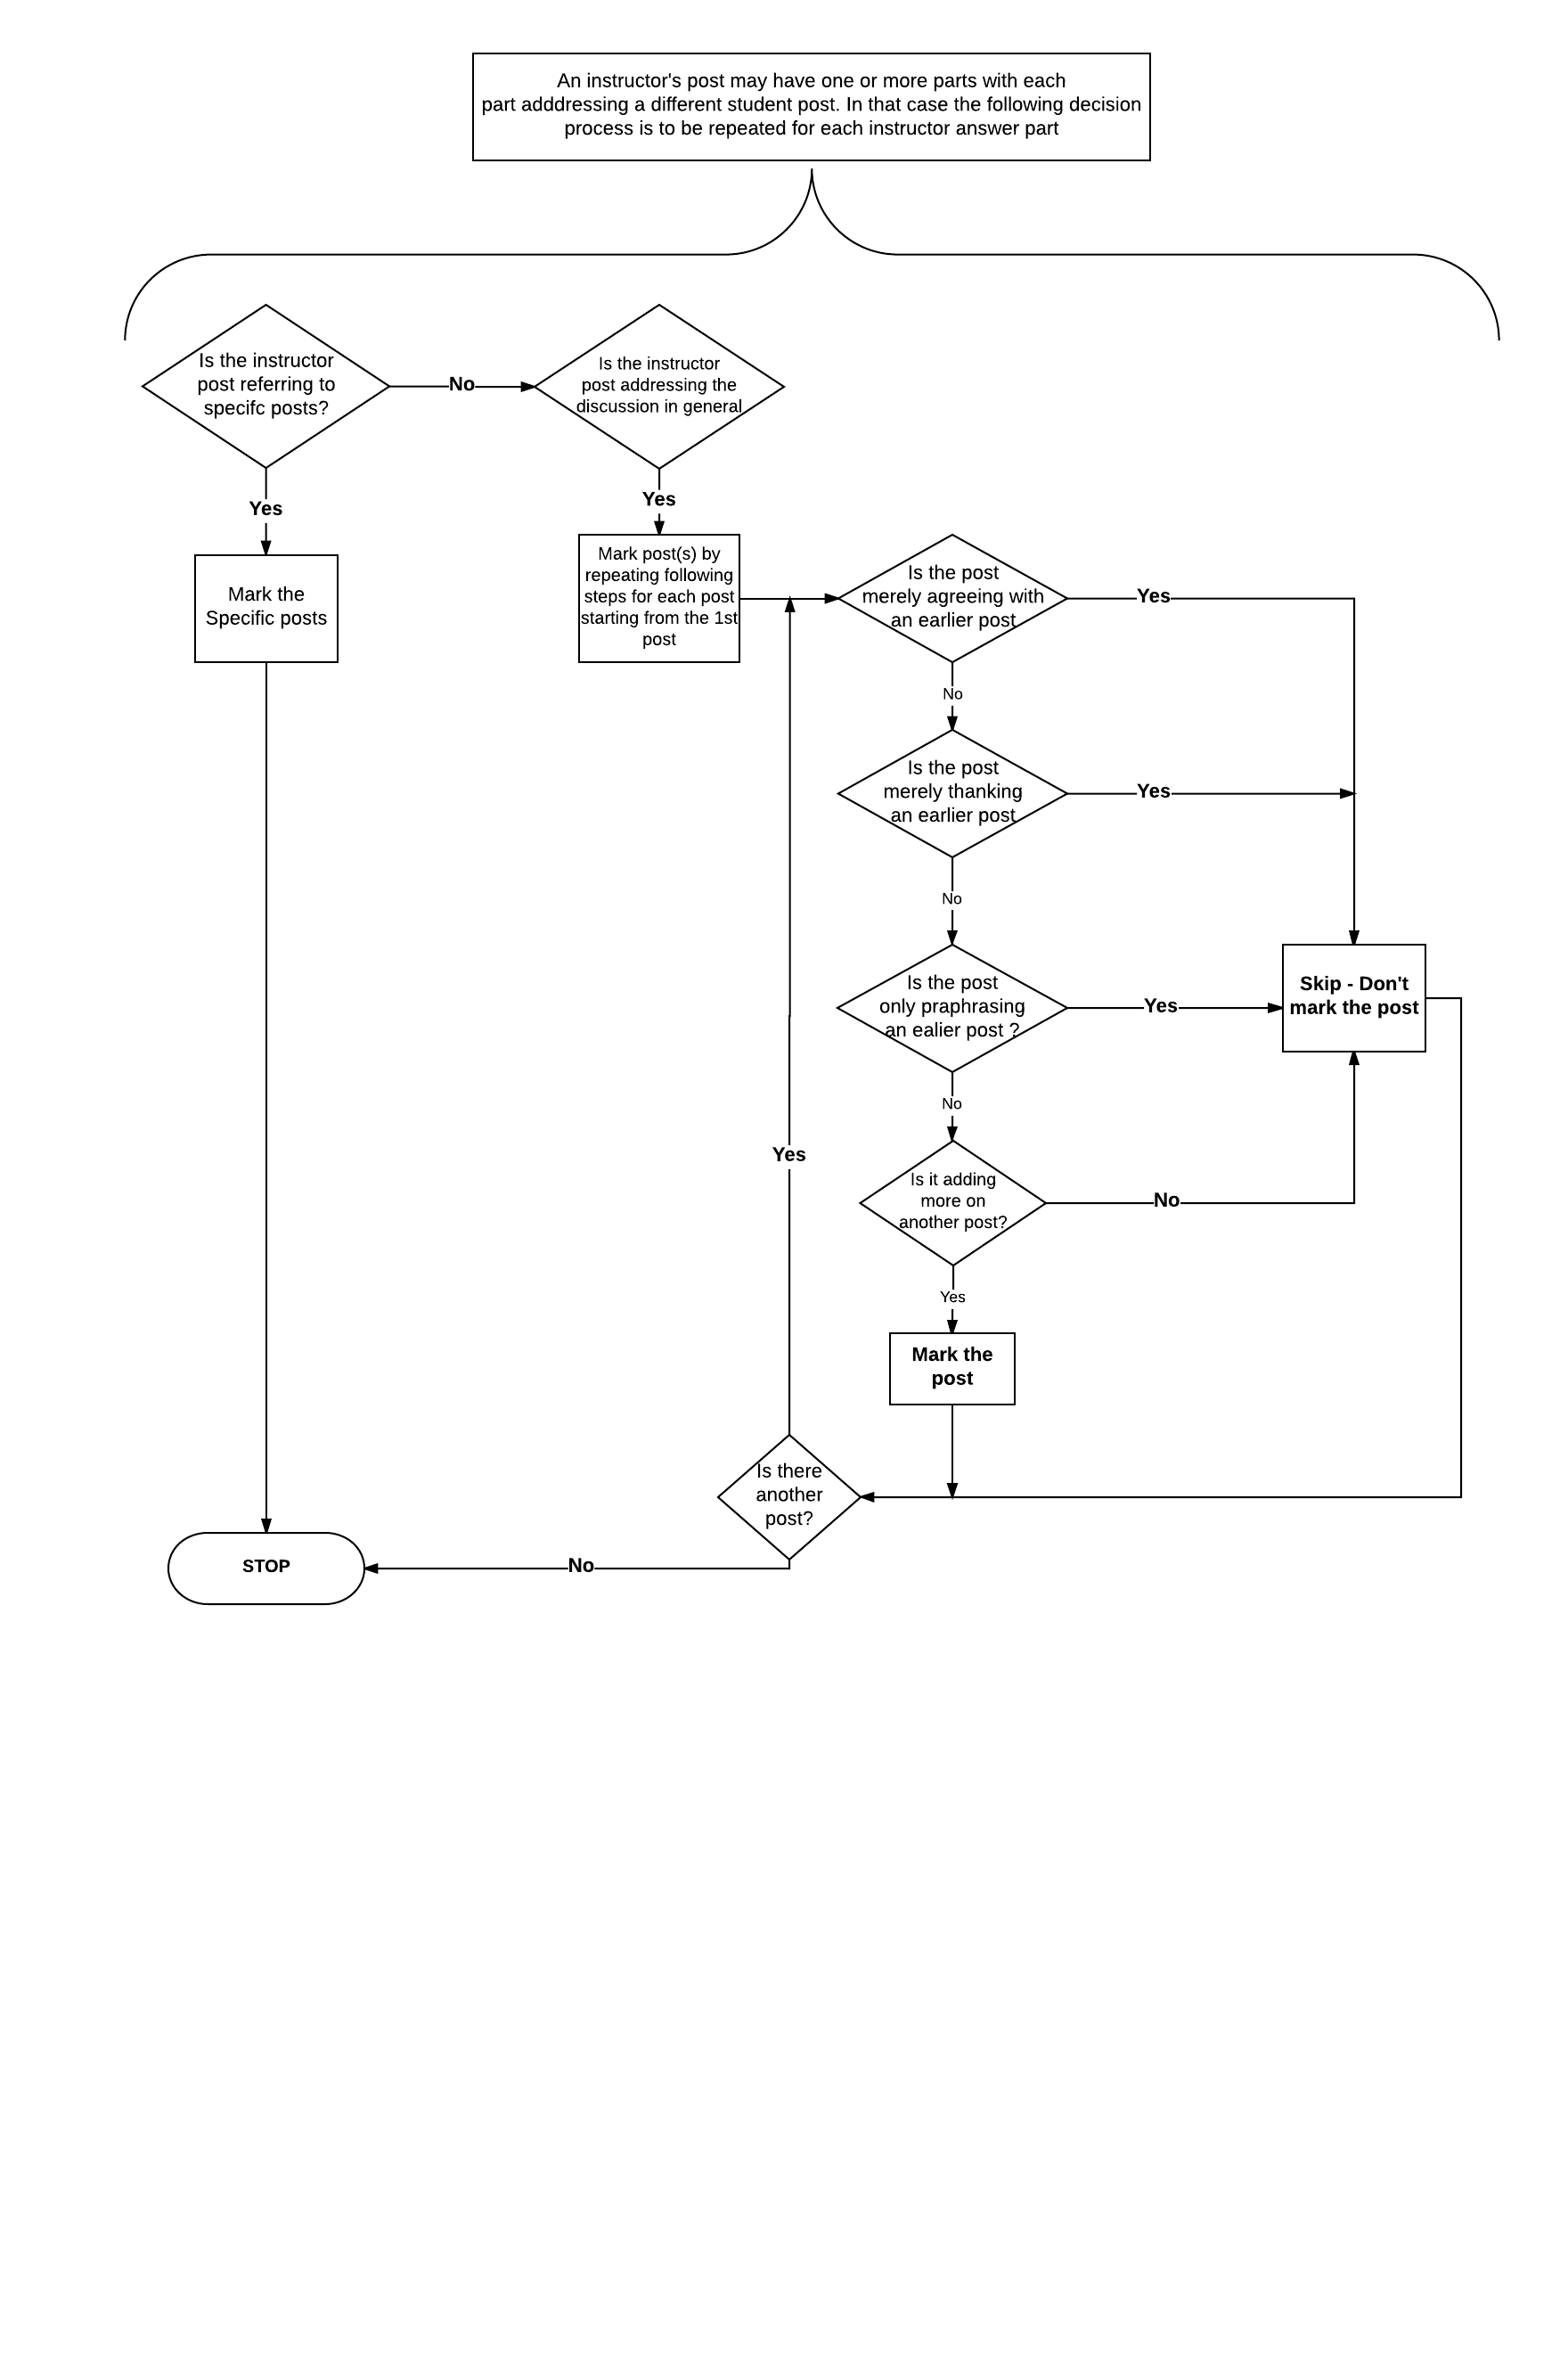 An instructor's post may have one or more parts with each
part adddressing a different student post. In that case the following decision
process is to be repeated for each instructor answer part
Is the instructor
post referring to
specifc posts?
No
Is the instructor
post addressing the
discussion in general
Yes
Mark the
Specific posts
Yes
Mark post(s) by
repeating following
steps for each post
starting from the 1st
post
Is the post
merely agreeing with
an earlier post
Yes
No
Is the post
merely thanking
an earlier post
Yes
No
Is the post
only praphrasing
an ealier post ?
Yes
Skip - Don't
mark the post
No
Is it adding
more on
another post?
No
Yes
Mark the
post
Yes
Is there
another
post?
No
STOP